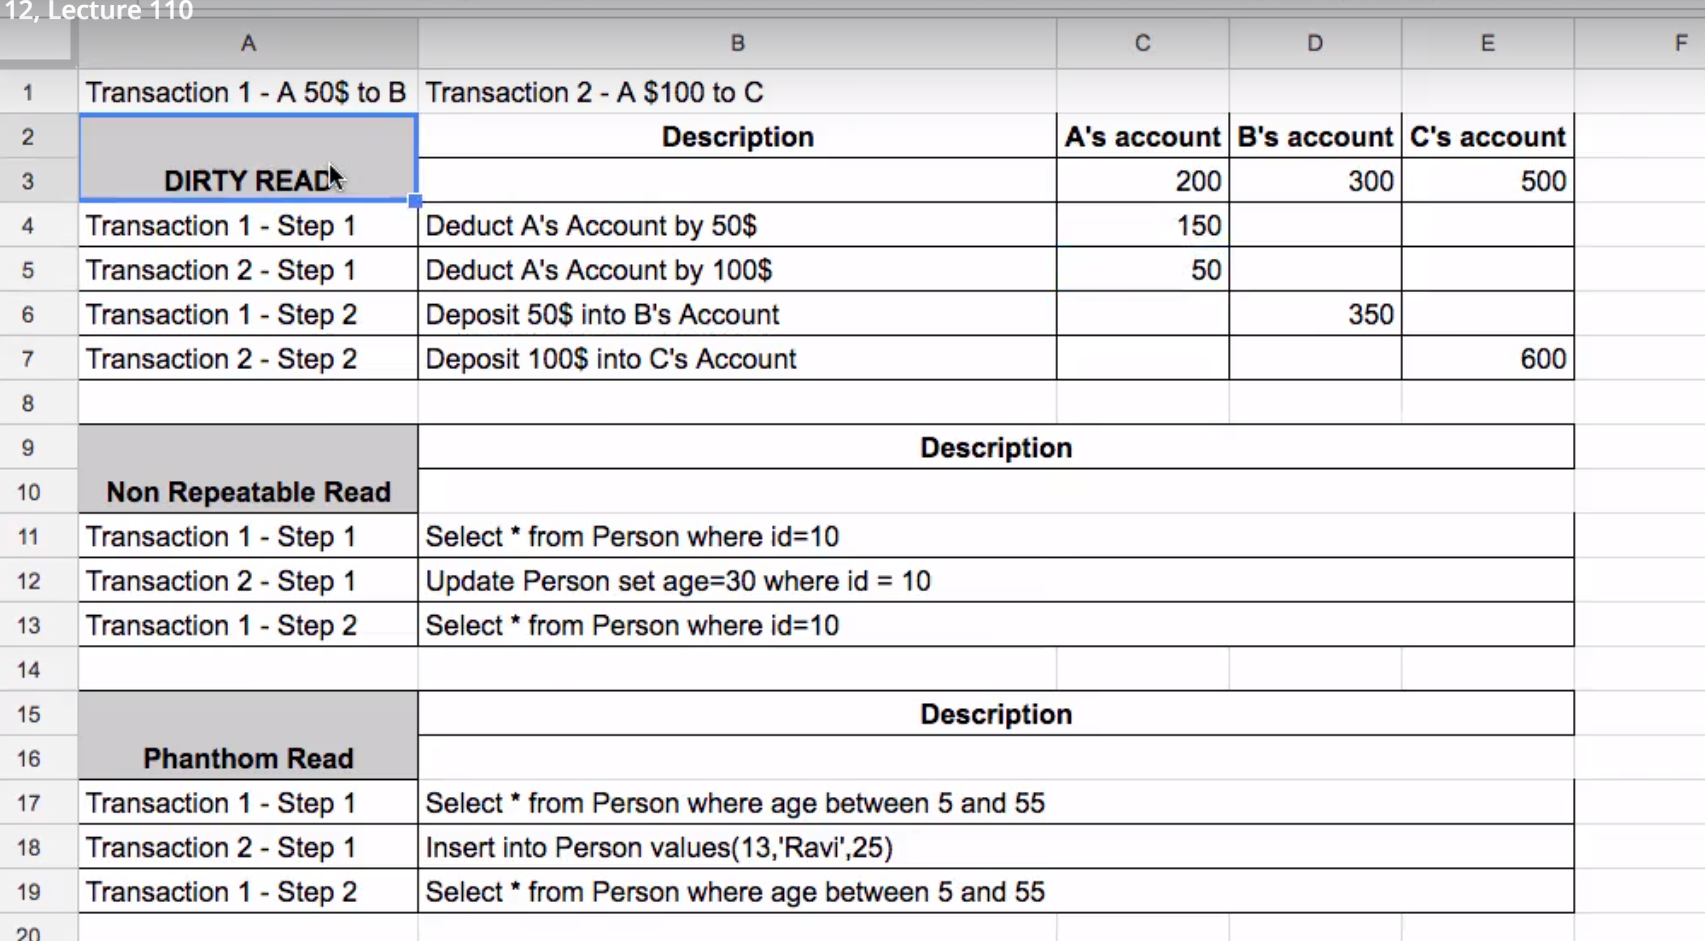 12, Lecture 110
A B C D E F
1 Transaction 1 - A 50$ to B Transaction 2 - A $100 to C
2 Description A's account B's account C's account
3 DIRTY READ 200 300 500
4 Transaction 1 - Step 1 Deduct A's Account by 50$ 150
5 Transaction 2 - Step 1 Deduct A's Account by 100$ 50
6 Transaction 1 - Step 2 Deposit 50$ into B's Account 350
7 Transaction 2 - Step 2 Deposit 100$ into C's Account 600
8
9 Description
10 Non Repeatable Read
11 Transaction 1 - Step 1 Select * from Person where id=10
12 Transaction 2 - Step 1 Update Person set age=30 where id = 10
13 Transaction 1 - Step 2 Select * from Person where id=10
14
15 Description
16 Phanthom Read
17 Transaction 1 - Step 1 Select * from Person where age between 5 and 55
18 Transaction 2 - Step 1 Insert into Person values(13,'Ravi',25)
19 Transaction 1 - Step 2 Select * from Person where age between 5 and 55
20